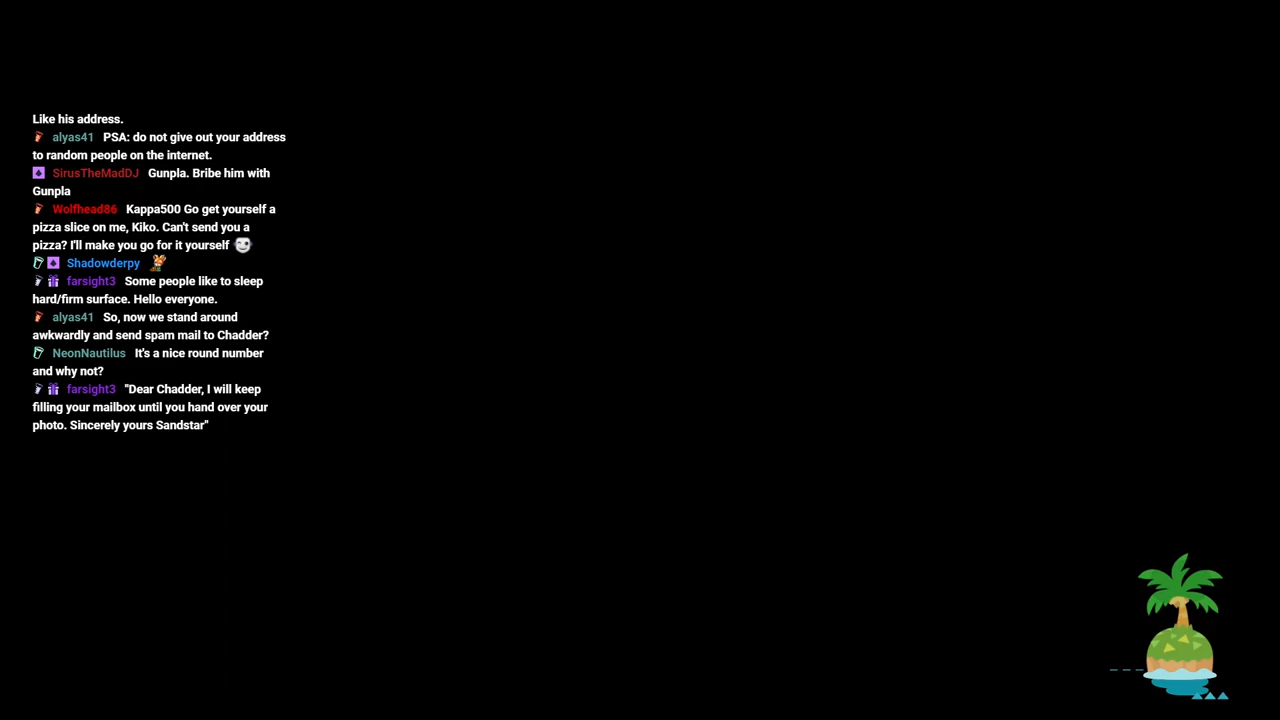 Like his address.
alyas41 PSA: do not give out your address
to random people on the internet.
SirusTheMadDJ Gunpla. Bribe him with
Gunpla
Wolfhead86 Kappa500 Go get yourself a
pizza slice on me, Kiko. Can't send you a
pizza? I'll make you go for it yourself
Shadowderpy
farsight3 Some people like to sleep
hard/firm surface. Hello everyone.
alyas41 So, now we stand around
awkwardly and send spam mail to Chadder?
NeonNautilus It's a nice round number
and why not?
farsight3 "Dear Chadder, I will keep
filling your mailbox until you hand over your
photo. Sincerely yours Sandstar"